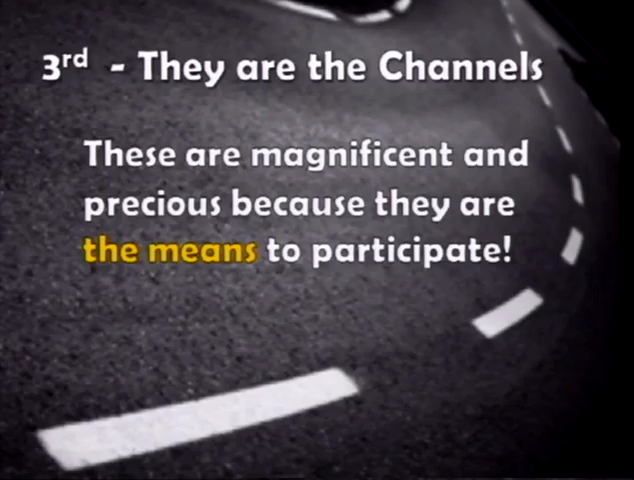 3rd - They are the Channels
These are magnificent and
precious because they are
the means to participate!